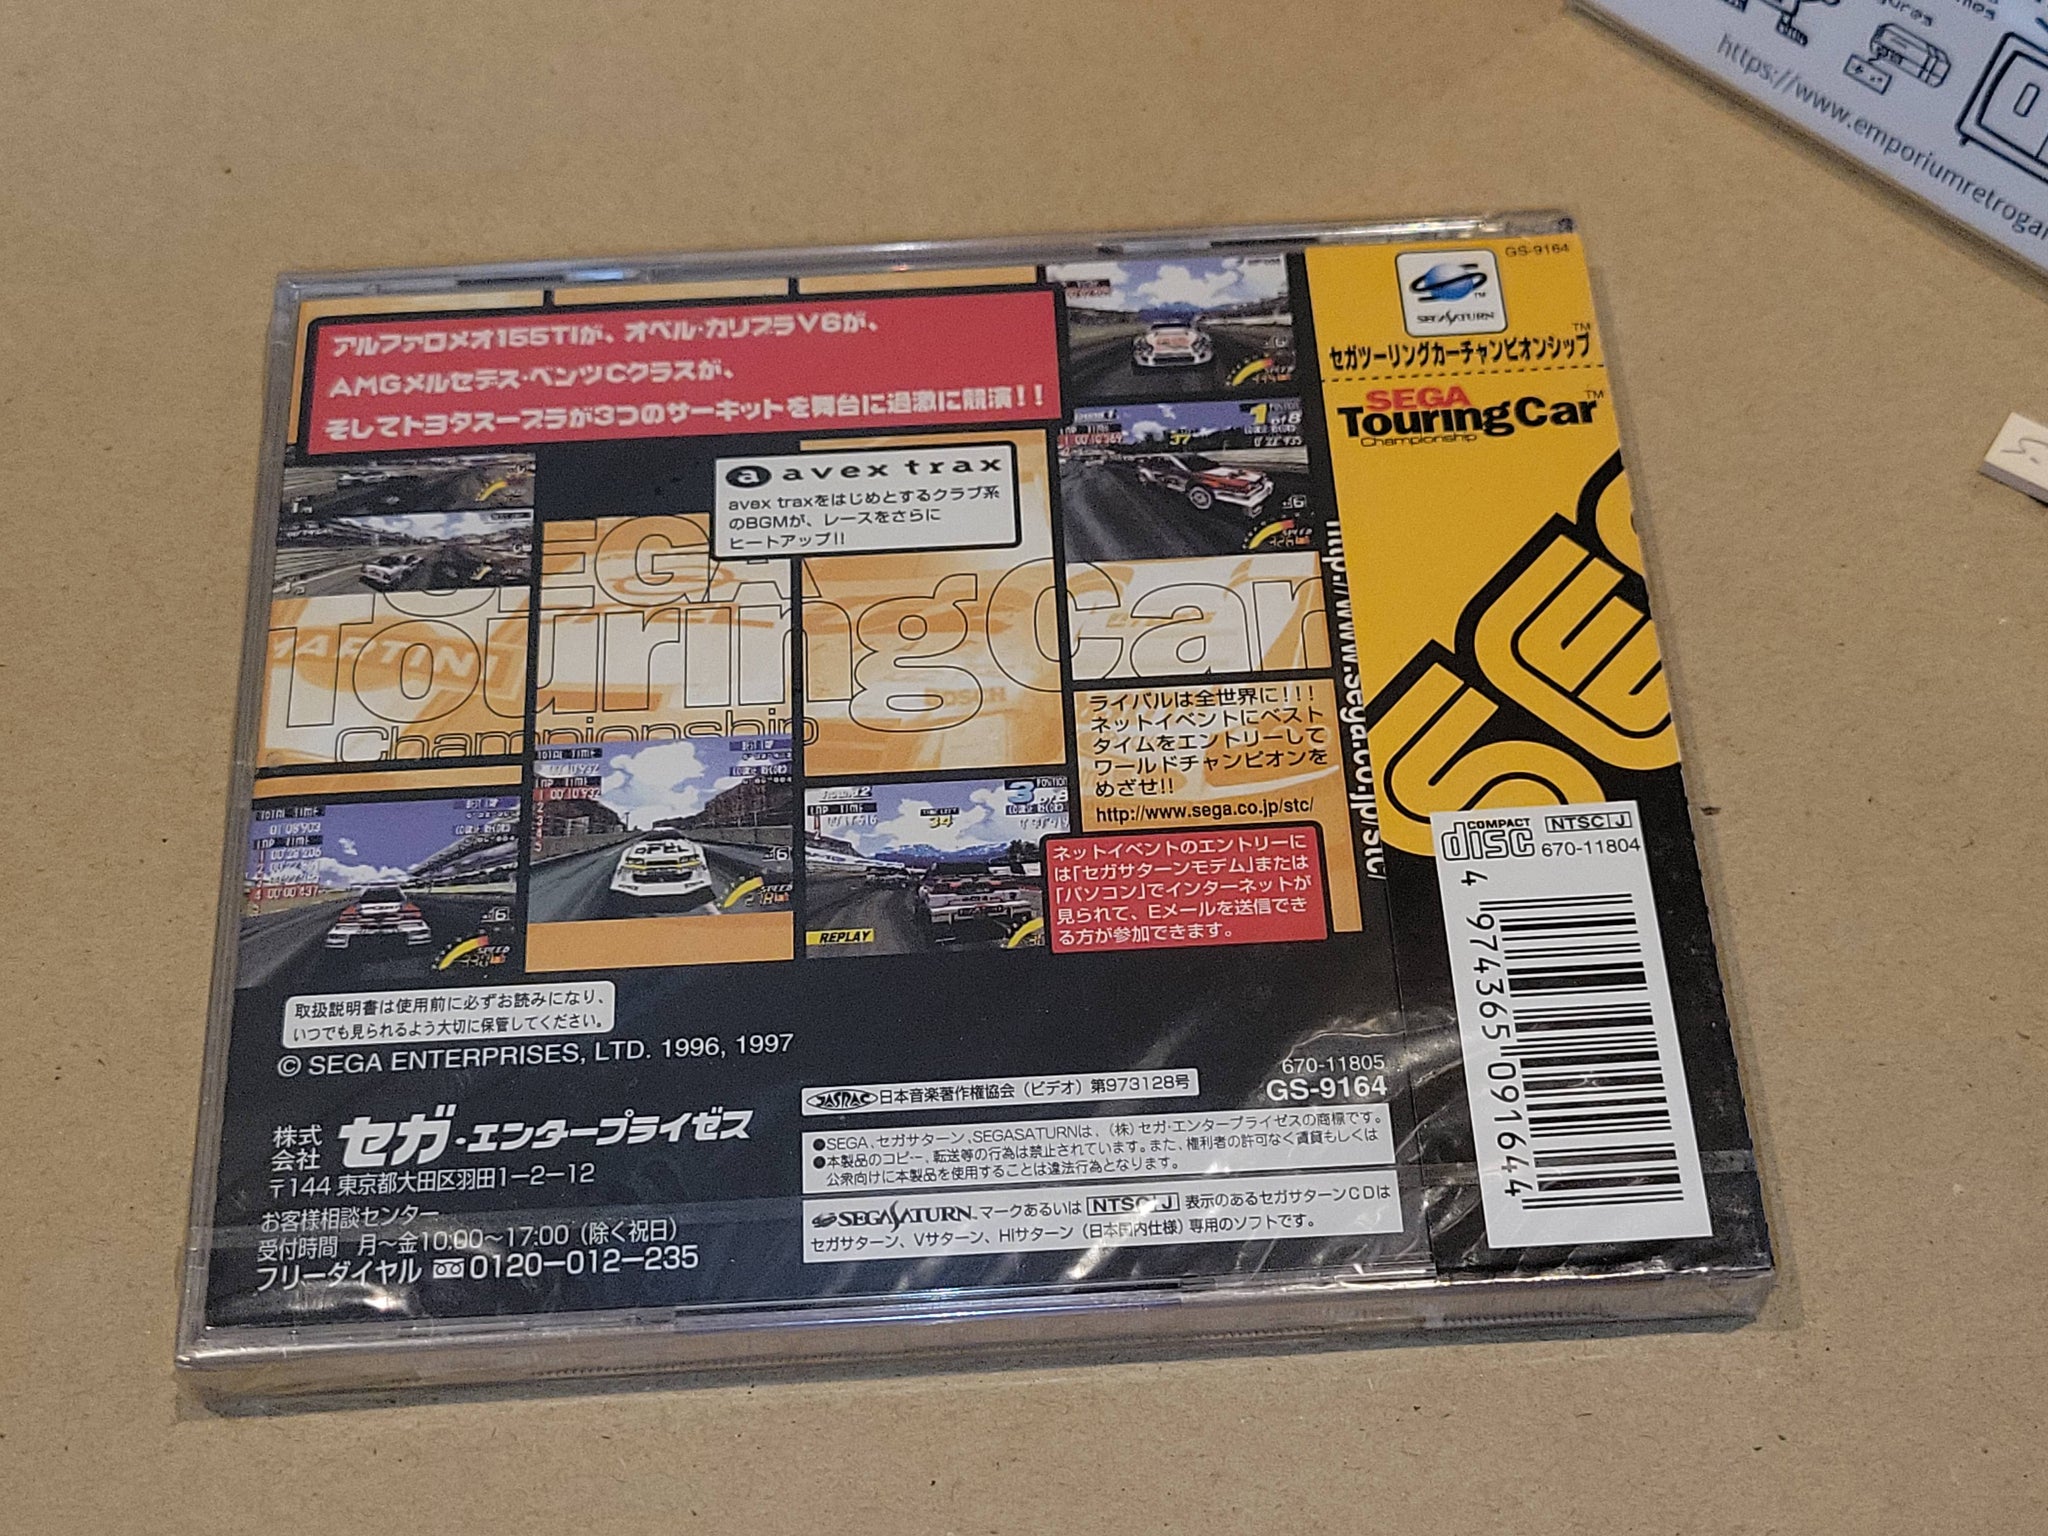 https://www.emporiumretroga
GS-9164
SEGA SATURN TM
セガツーリングカーチャンピオンシップ TM
SEGA
TouringCar TM
Championship
アルファロメオ155TIが、オペル・カリブラV6が、
AMGメルセデス・ベンツCクラスが、
そしてトヨタスープラが3つのサーキットを舞台に過激に競演!!
a avex trax
avex traxをはじめとするクラブ系
のBGMが、レースをさらに
ヒートアップ!!
SEGA
TouringCar
Championship
MARTINI
BOSCH
OPEL
REPLAY
ライバルは全世界に!!!
ネットイベントにベスト
タイムをエントリーして
ワールドチャンピオンを
めざせ!!
http://www.sega.co.jp/stc/
ネットイベントのエントリーに
は「セガサターンモデム」または
「パソコン」でインターネットが
見られて、Eメールを送信でき
る方が参加できます。
http://www.sega.co.jp/stc/
COMPACT
disc
NTSC J
670-11804
4 974365 091644
取扱説明書は使用前に必ずお読みになり、
いつでも見られるよう大切に保管してください。
© SEGA ENTERPRISES, LTD. 1996, 1997
株式会社 セガ・エンタープライゼス
〒144 東京都大田区羽田1-2-12
お客様相談センター
受付時間 月〜金10:00〜17:00（除く祝日）
フリーダイヤル 0120-012-235
670-11805
GS-9164
JASRAC 日本音楽著作権協会（ビデオ）第973128号
●SEGA、セガサターン、SEGASATURNは、（株）セガ・エンタープライゼスの商標です。
●本製品のコピー、転送等の行為は禁止されています。また、権利者の許可なく賃貸もしくは
公衆向けに本製品を使用することは違法行為となります。
SEGA SATURN™マークあるいは NTSC J 表示のあるセガサターンCDは
セガサターン、Vサターン、HIサターン（日本国内仕様）専用のソフトです。